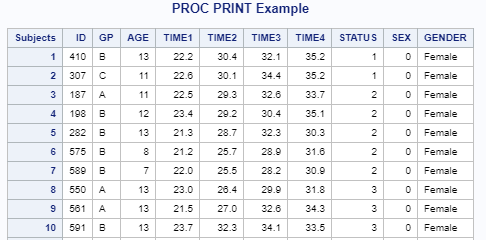 PROC PRINT Example
Subjects ID GP AGE TIME1 TIME2 TIME3 TIME4 STATUS SEX GENDER
1 410 B 13 22.2 30.4 32.1 35.2 1 0 Female
2 307 C 11 22.6 30.1 34.4 35.2 1 0 Female
3 187 A 11 22.5 29.3 32.6 33.7 2 0 Female
4 198 B 12 23.4 29.2 30.4 35.1 2 0 Female
5 282 B 13 21.3 28.7 32.3 30.3 2 0 Female
6 575 B 8 21.2 25.7 28.9 31.6 2 0 Female
7 589 B 7 22.0 25.5 28.2 30.9 2 0 Female
8 550 A 13 23.0 26.4 29.9 31.8 3 0 Female
9 561 A 13 21.5 27.0 32.6 34.3 3 0 Female
10 591 B 13 23.7 32.3 34.1 33.5 3 0 Female